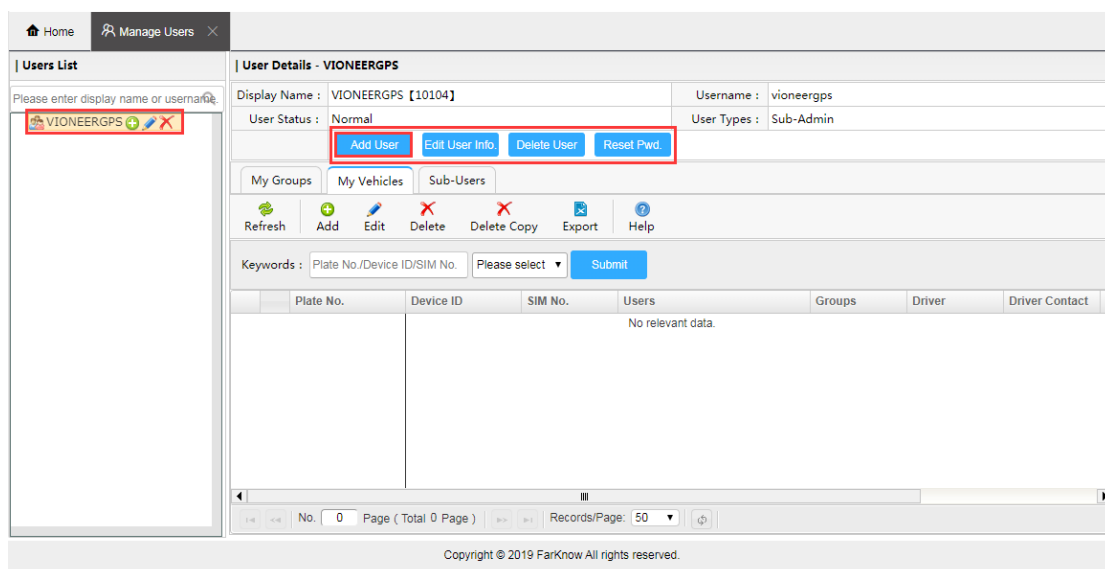 Home
Manage Users
| Users List
Please enter display name or username.
VIONEERGPS
| User Details - VIONEERGPS
Display Name : VIONEERGPS【10104】 Username : vioneergps
User Status : Normal User Types : Sub-Admin
Add User Edit User Info. Delete User Reset Pwd.
My Groups My Vehicles Sub-Users
Refresh Add Edit Delete Delete Copy Export Help
Keywords : Plate No./Device ID/SIM No. Please select Submit
Plate No. Device ID SIM No. Users Groups Driver Driver Contact
No relevant data.
No. 0 Page ( Total 0 Page ) Records/Page: 50
Copyright © 2019 FarKnow All rights reserved.